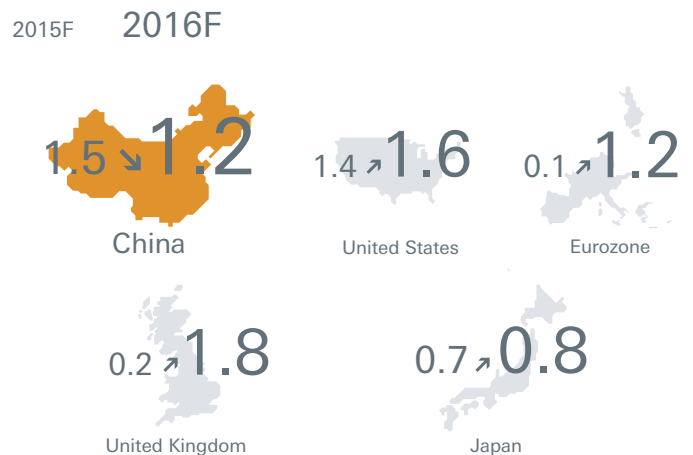 2015F 2016F
1.5 ↘ 1.2
China
1.4 ↗ 1.6
United States
0.1 ↗ 1.2
Eurozone
0.2 ↗ 1.8
United Kingdom
0.7 ↗ 0.8
Japan